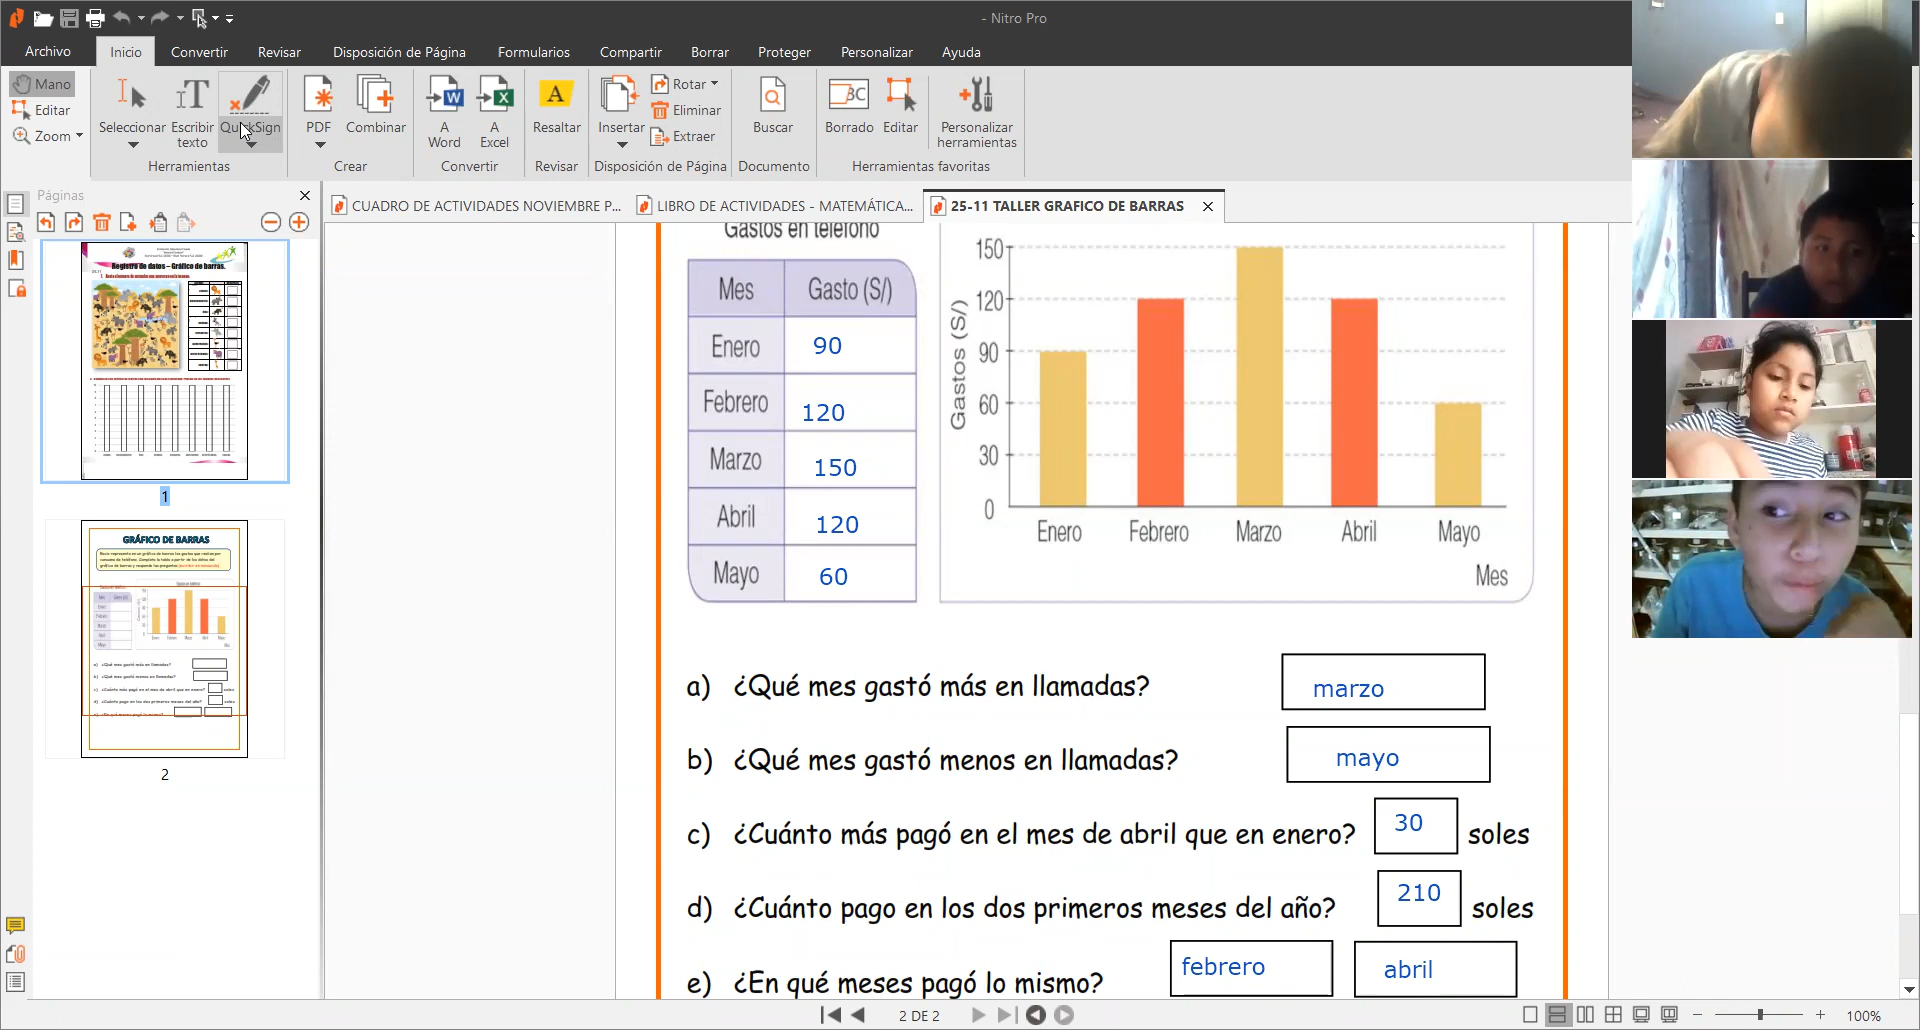 - Nitro Pro
Archivo
Inicio
Convertir
Revisar
Disposición de Página
Formularios
Compartir
Borrar
Proteger
Personalizar
Ayuda
Mano
Editar
Zoom
Seleccionar
Escribir texto
QuickSign
Herramientas
PDF
Combinar
Crear
A Word
A Excel
Convertir
Resaltar
Revisar
Insertar
Rotar
Eliminar
Extraer
Disposición de Página
Buscar
Documento
Borrado
Editar
Personalizar herramientas
Herramientas favoritas
Páginas
CUADRO DE ACTIVIDADES NOVIEMBRE P...
LIBRO DE ACTIVIDADES - MATEMÁTICA...
25-11 TALLER GRAFICO DE BARRAS
Registro de datos – Gráfico de barras.
1
GRÁFICO DE BARRAS
2
Gastos en teléfono
Mes Gasto (S/)
Enero 90
Febrero 120
Marzo 150
Abril 120
Mayo 60
Gastos (S/)
150
120
90
60
30
0
Enero Febrero Marzo Abril Mayo
Mes
a) ¿Qué mes gastó más en llamadas? marzo
b) ¿Qué mes gastó menos en llamadas? mayo
c) ¿Cuánto más pagó en el mes de abril que en enero? 30 soles
d) ¿Cuánto pago en los dos primeros meses del año? 210 soles
e) ¿En qué meses pagó lo mismo? febrero abril
2 DE 2
100%